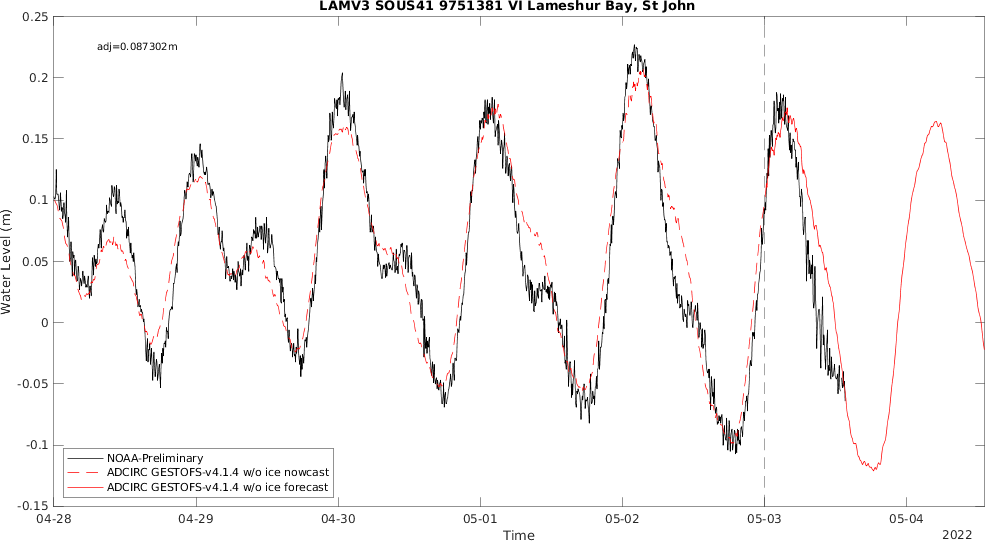 LAMV3 SOUS41 9751381 VI Lameshur Bay, St John
adj=0.087302m
0.25
0.2
0.15
0.1
0.05
0
-0.05
-0.1
-0.15
Water Level (m)
NOAA-Preliminary
ADCIRC GESTOFS-v4.1.4 w/o ice nowcast
ADCIRC GESTOFS-v4.1.4 w/o ice forecast
04-28 04-29 04-30 05-01 05-02 05-03 05-04
Time
2022